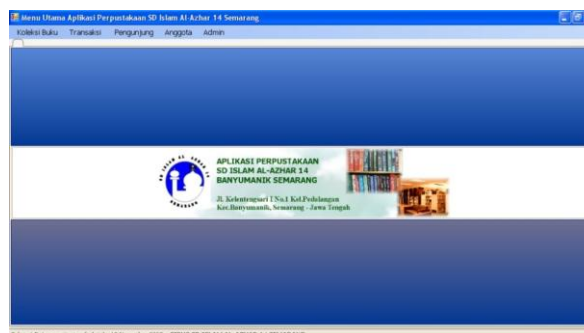 Menu Utama Aplikasi Perpustakaan SD Islam Al-Azhar 14 Semarang
Koleksi Buku Transaksi Pengunjung Anggota Admin
APLIKASI PERPUSTAKAAN
SD ISLAM AL-AZHAR 14
BANYUMANIK SEMARANG
Jl. Kelentengsari I No.1 Kel.Pedalangan
Kec.Banyumanik, Semarang - Jawa Tengah